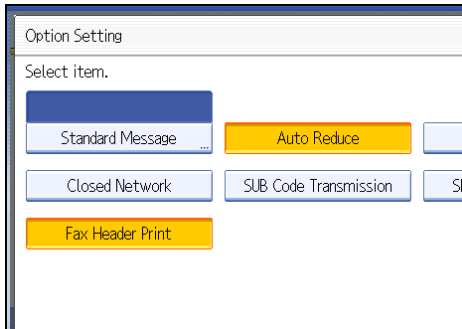 Option Setting
Select item.
Standard Message ...
Auto Reduce
Closed Network
SUB Code Transmission
Fax Header Print